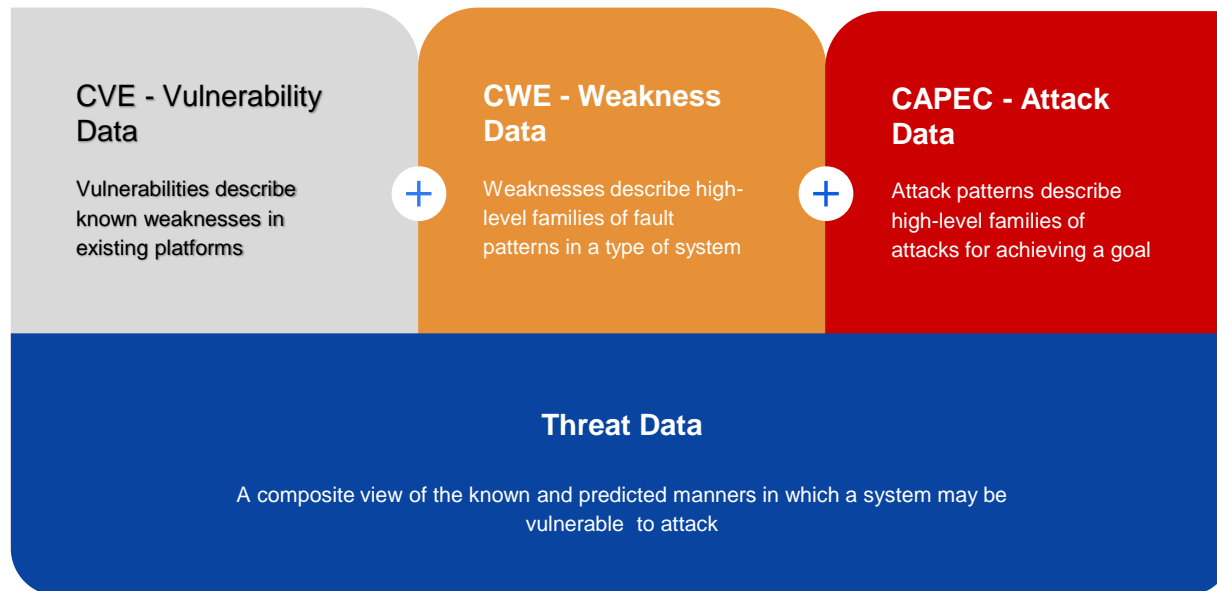 CVE - Vulnerability
Data
Vulnerabilities describe
known weaknesses in
existing platforms
CWE - Weakness
Data
Weaknesses describe high-
level families of fault
patterns in a type of system
CAPEC - Attack
Data
Attack patterns describe
high-level families of
attacks for achieving a goal
Threat Data
A composite view of the known and predicted manners in which a system may be
vulnerable  to attack